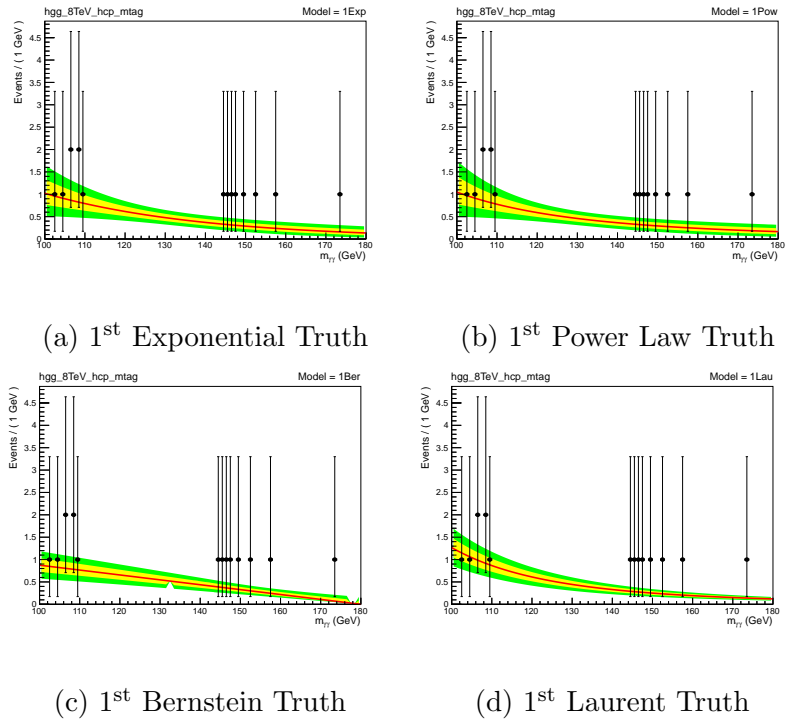 hgg_8TeV_hcp_mtag Model = 1Exp
Events / ( 1 GeV )
4.5
4
3.5
3
2.5
2
1.5
1
0.5
0
100 110 120 130 140 150 160 170 180
mγγ (GeV)
(a) 1st Exponential Truth
hgg_8TeV_hcp_mtag Model = 1Pow
Events / ( 1 GeV )
4.5
4
3.5
3
2.5
2
1.5
1
0.5
0
100 110 120 130 140 150 160 170 180
mγγ (GeV)
(b) 1st Power Law Truth
hgg_8TeV_hcp_mtag Model = 1Ber
Events / ( 1 GeV )
4.5
4
3.5
3
2.5
2
1.5
1
0.5
0
100 110 120 130 140 150 160 170 180
mγγ (GeV)
(c) 1st Bernstein Truth
hgg_8TeV_hcp_mtag Model = 1Lau
Events / ( 1 GeV )
4.5
4
3.5
3
2.5
2
1.5
1
0.5
0
100 110 120 130 140 150 160 170 180
mγγ (GeV)
(d) 1st Laurent Truth